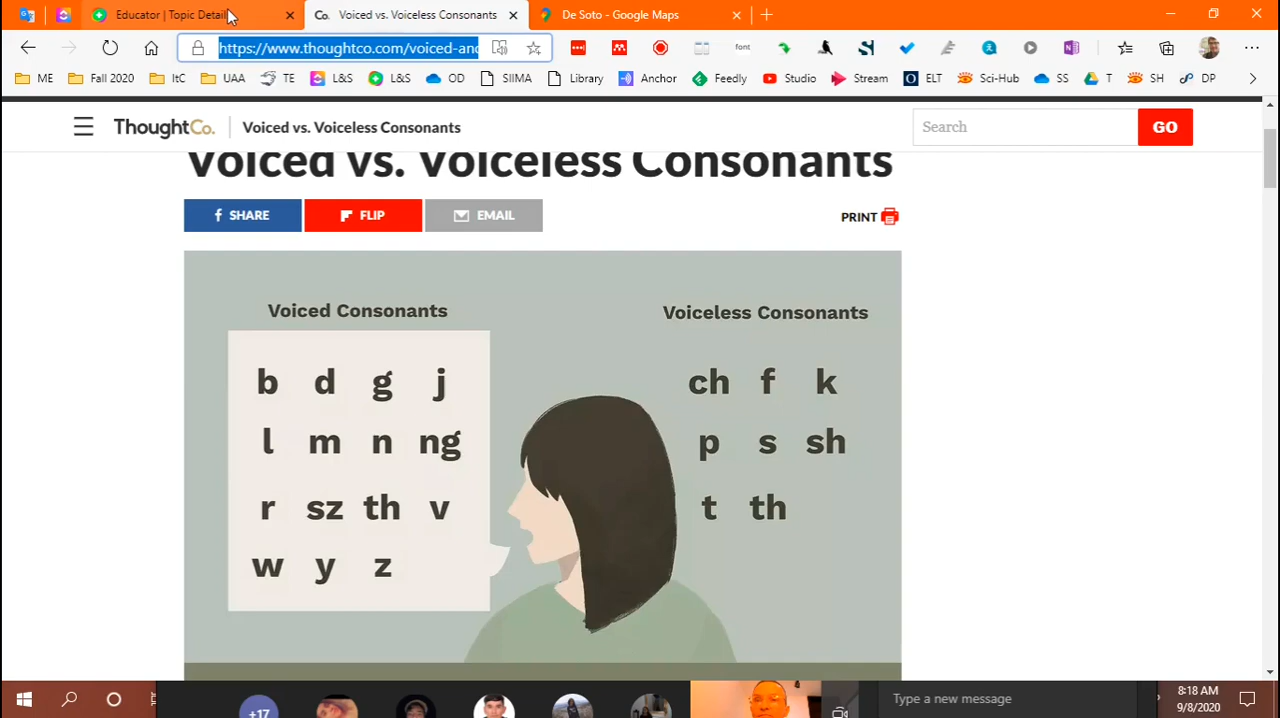 Educator | Topic Detail
Co. Voiced vs. Voiceless Consonants
De Soto - Google Maps
https://www.thoughtco.com/voiced-and
font
ME Fall 2020 ItC UAA TE L&S L&S OD SIIMA Library Anchor Feedly Studio Stream ELT Sci-Hub SS T SH DP
ThoughtCo. Voiced vs. Voiceless Consonants Search GO
Voiced vs. Voiceless Consonants
SHARE FLIP EMAIL PRINT
Voiced Consonants
b d g j
l m n ng
r sz th v
w y z
Voiceless Consonants
ch f k
p s sh
t th
+17
Type a new message
8:18 AM
9/8/2020